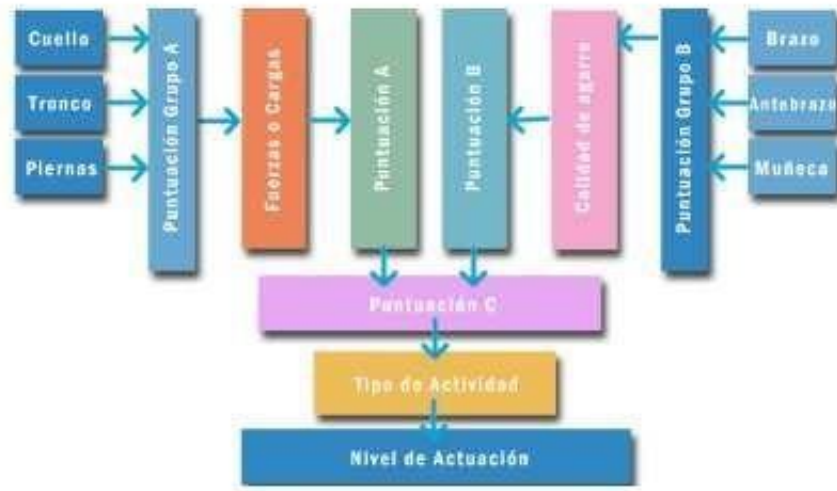 Cuello
Tronco
Piernas
Puntuación Grupo A
Fuerzas o Cargas
Puntuación A
Puntuación B
Calidad de agarre
Puntuación Grupo B
Brazo
Antebrazo
Muñeca
Puntuación C
Tipo de Actividad
Nivel de Actuación